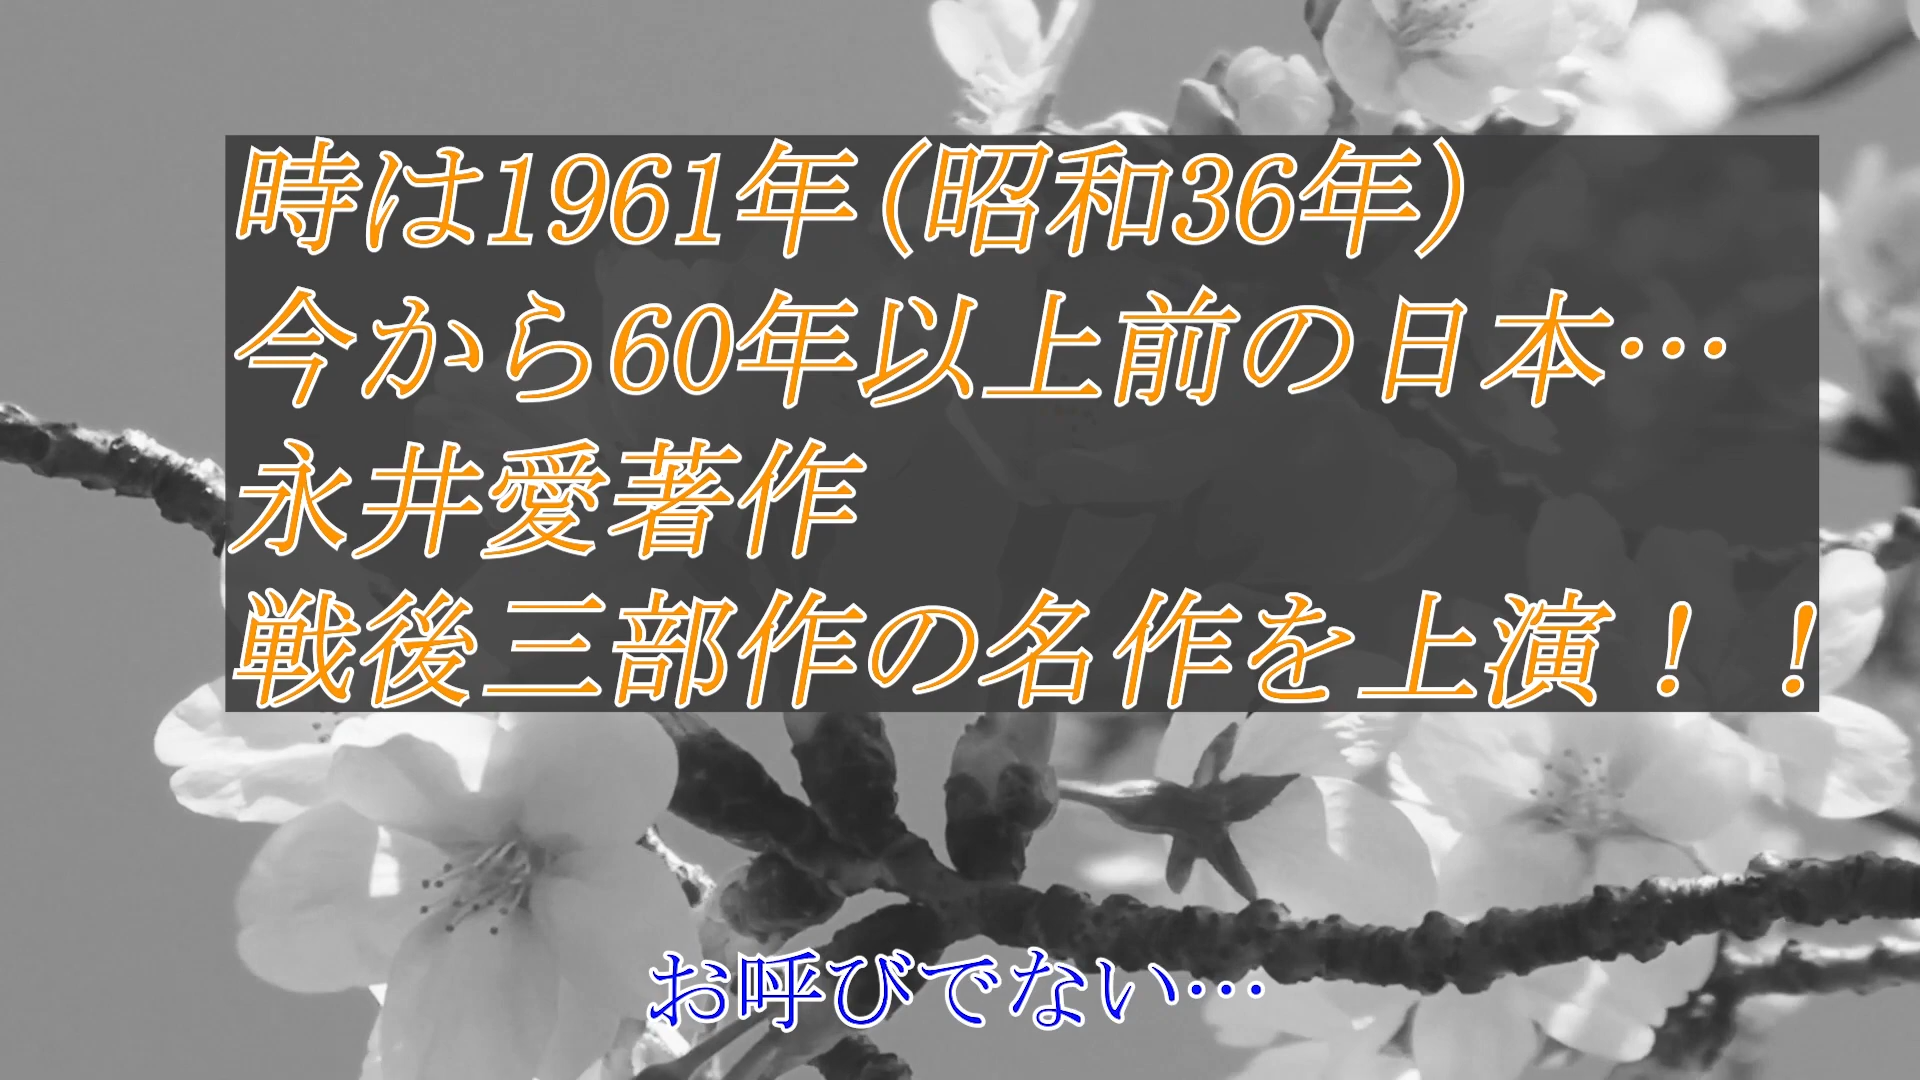 時は1961年(昭和36年)
今から60年以上前の日本…
永井愛著作
戦後三部作の名作を上演！！
お呼びでない…